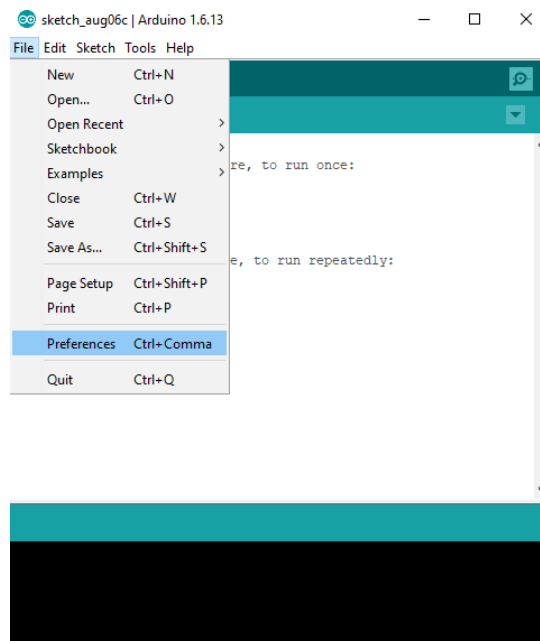 sketch_aug06c | Arduino 1.6.13
File Edit Sketch Tools Help
New Ctrl+N
Open... Ctrl+O
Open Recent
Sketchbook
Examples
Close Ctrl+W
Save Ctrl+S
Save As... Ctrl+Shift+S
Page Setup Ctrl+Shift+P
Print Ctrl+P
Preferences Ctrl+Comma
Quit Ctrl+Q
re, to run once:
e, to run repeatedly: